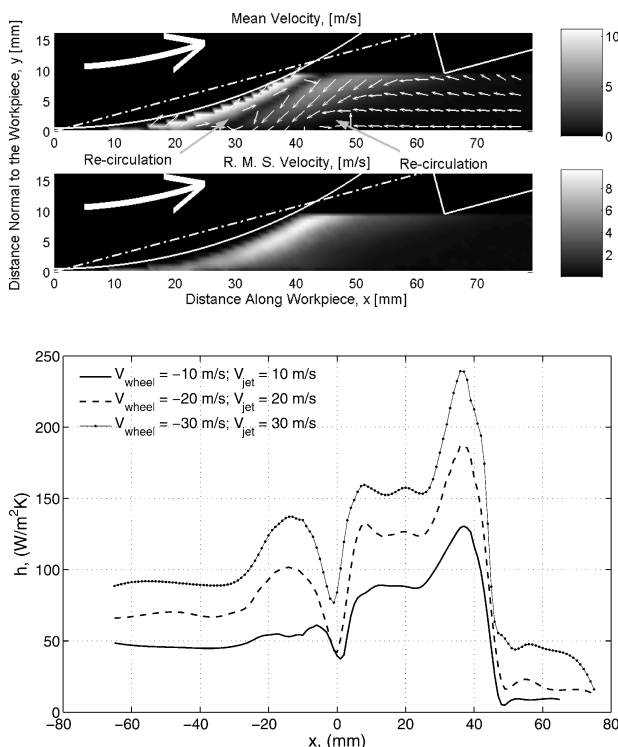 Mean Velocity, [m/s]
Distance Normal to the Workpiece, y [mm]
15
10
5
0
0 10 20 30 40 50 60 70
10
5
0
Re-circulation
R. M. S. Velocity, [m/s]
Re-circulation
15
10
5
0
0 10 20 30 40 50 60 70
8
6
4
2
Distance Along Workpiece, x [mm]
250
200
150
100
50
0
h, (W/m²K)
V_wheel = −10 m/s; V_jet = 10 m/s
V_wheel = −20 m/s; V_jet = 20 m/s
V_wheel = −30 m/s; V_jet = 30 m/s
−80 −60 −40 −20 0 20 40 60 80
x, (mm)